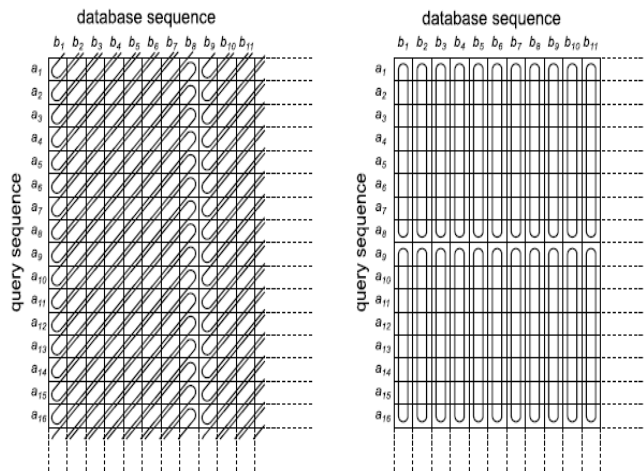 database sequence
b1 b2 b3 b4 b5 b6 b7 b8 b9 b10 b11
query sequence
a1
a2
a3
a4
a5
a6
a7
a8
a9
a10
a11
a12
a13
a14
a15
a16
database sequence
b1 b2 b3 b4 b5 b6 b7 b8 b9 b10 b11
query sequence
a1
a2
a3
a4
a5
a6
a7
a8
a9
a10
a11
a12
a13
a14
a15
a16